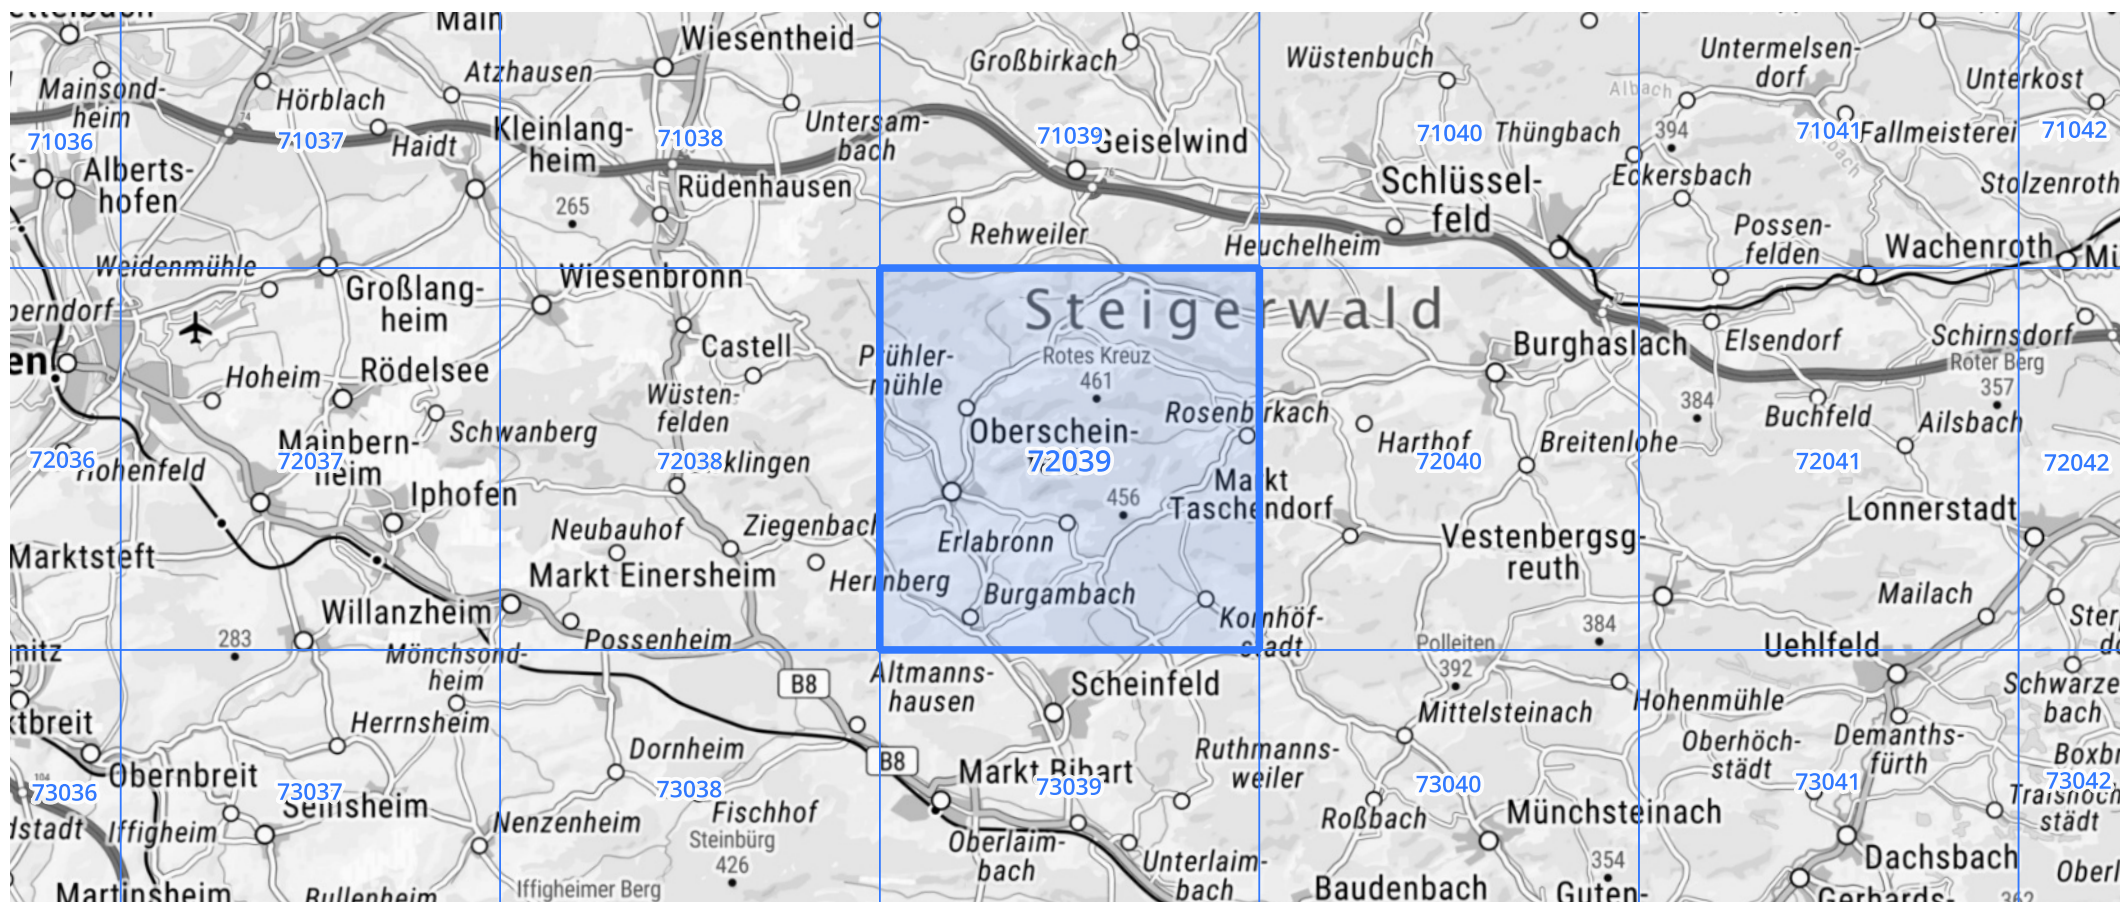 Main
Wiesentheid
Großbirkach
Wüstenbuch
Untermelsen-
dorf
Unterkost
Atzhausen
Mainsond-
heim
Hörblach
Albach
74
71036
71037
Haidt
Kleinlang-
heim
71038
Untersam-
bach
71039
Geiselwind
71040
Thüngbach
394
71041
Fallmeisterei
71042
Alberts-
hofen
Rüdenhausen
76
Schlüssel-
feld
Eckersbach
Stolzenroth
265
Rehweiler
Heuchelheim
Possen-
felden
Wachenroth
Weidenmühle
Wiesenbronn
Großlang-
heim
Steigerwald
Burghaslach
Elsendorf
Schirnsdorf
Castell
Rotes Kreuz
461
Roter Berg
357
Hoheim
Rödelsee
Wüsten-
felden
Rosenbirkach
384
Buchfeld
Ailsbach
Schwanberg
Oberschein-
Harthof
Breitenlohe
Mainbern-
heim
72036
Hohenfeld
72037
72038
klingen
72039
72040
72041
72042
Iphofen
456
Markt
Taschendorf
Lonnerstadt
Neubauhof
Ziegenbach
Erlabronn
Vestenbergsg-
reuth
Marktsteft
Markt Einersheim
Burgambach
Mailach
Willanzheim
Possenheim
Kornhöf-
stadt
283
Mönchsond-
heim
Polleiten
392
384
Uehlfeld
B8
Altmanns-
hausen
Scheinfeld
Hohenmühle
Schwarze
bach
Herrnsheim
Dornheim
B8
Ruthmanns-
weiler
Mittelsteinach
Oberhöch-
städt
Demanths-
fürth
Obernbreit
Markt Bibart
104
73036
73037
Seinsheim
73038
73039
73040
73041
73042
Iffigheim
Nenzenheim
Fischhof
Roßbach
Münchsteinach
städt
Steinbürg
426
Oberlaim-
bach
Unterlaim-
bach
354
Dachsbach
Martinsheim
Bullenheim
Iffigheimer Berg
Baudenbach
Guten-
Gerhards-